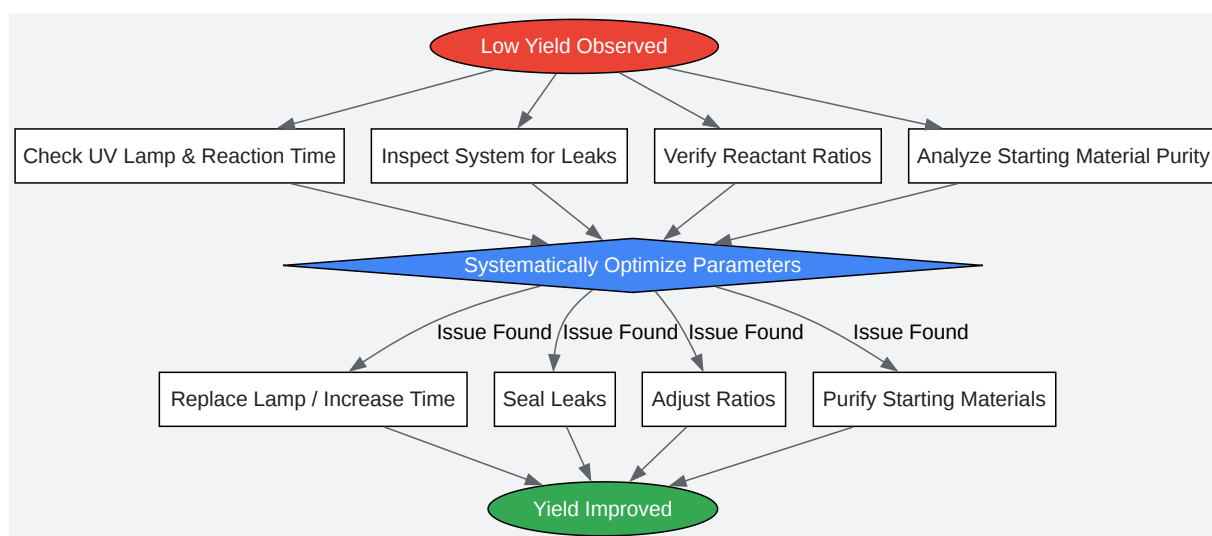 Low Yield Observed
Check UV Lamp & Reaction Time
Inspect System for Leaks
Verify Reactant Ratios
Analyze Starting Material Purity
Systematically Optimize Parameters
Issue Found
Issue Found
Issue Found
Issue Found
Replace Lamp / Increase Time
Seal Leaks
Adjust Ratios
Purify Starting Materials
Yield Improved